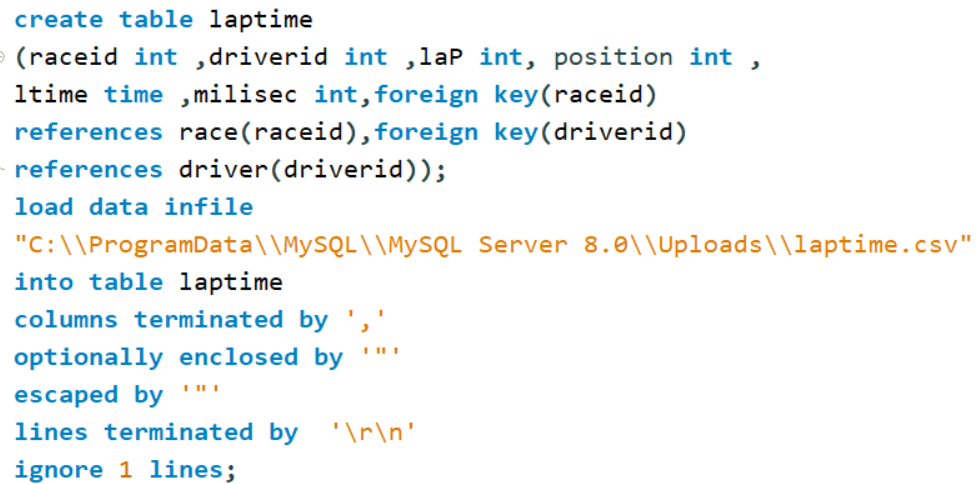 create table laptime
(raceid int ,driverid int ,laP int, position int ,
ltime time ,milisec int,foreign key(raceid)
references race(raceid),foreign key(driverid)
references driver(driverid));
load data infile
"C:\\ProgramData\\MySQL\\MySQL Server 8.0\\Uploads\\laptime.csv"
into table laptime
columns terminated by ','
optionally enclosed by '"'
escaped by '"'
lines terminated by  '\r\n'
ignore 1 lines;